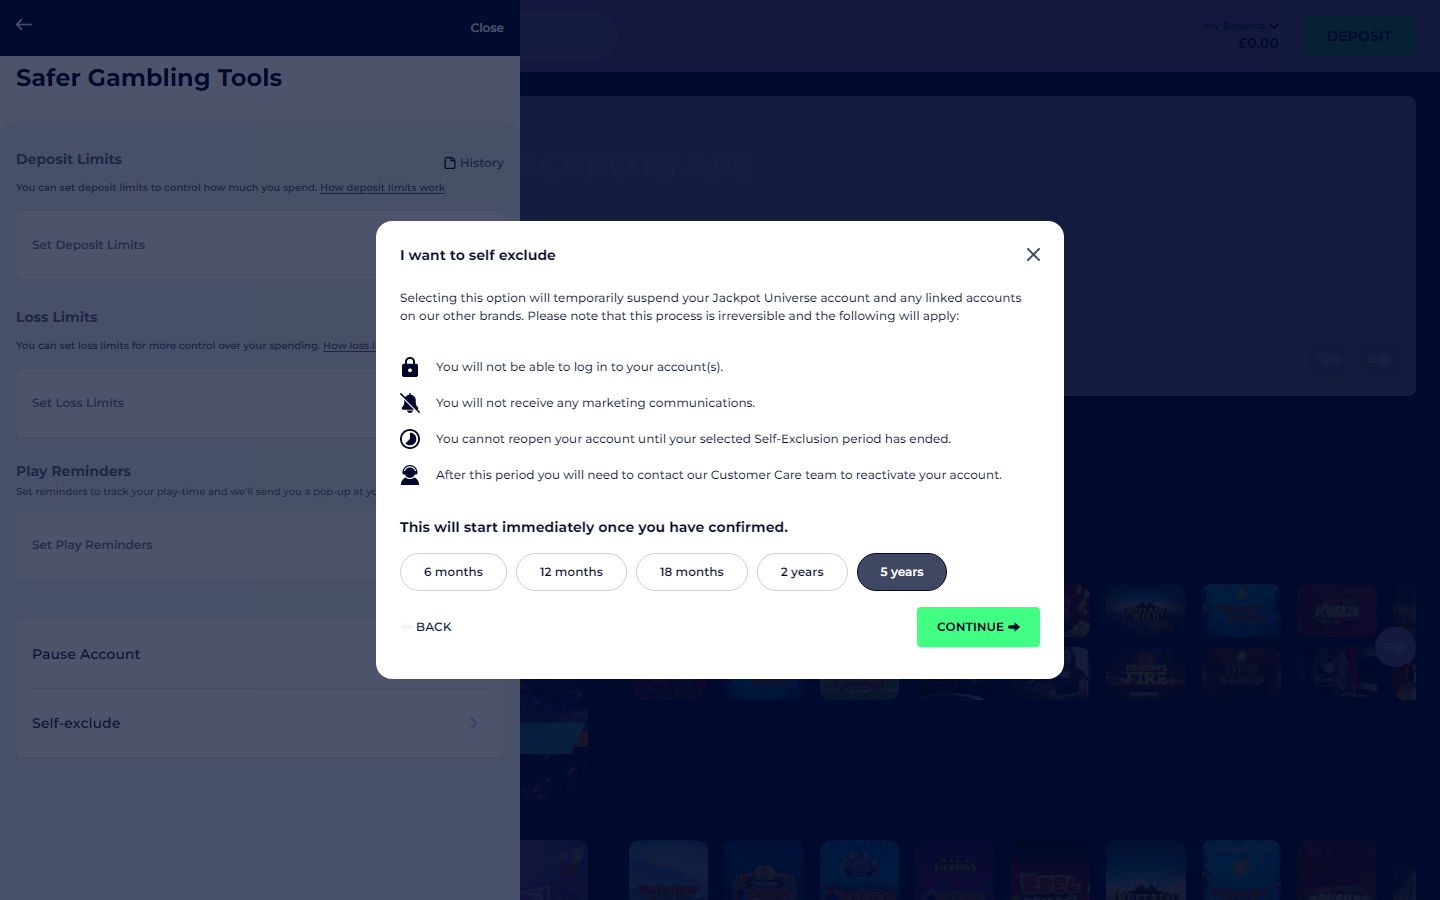 Close
My Balance
£0.00
DEPOSIT
Safer Gambling Tools
JACKPOTS ARE
Deposit Limits
History
You can set deposit limits to control how much you spend. How deposit limits work
Set Deposit Limits
Loss Limits
You can set loss limits for more control over your spending. How loss
Set Loss Limits
Play Reminders
Set reminders to track your play-time and we'll send you a pop-up at
Set Play Reminders
Pause Account
Self-exclude
I want to self exclude
Selecting this option will temporarily suspend your Jackpot Universe account and any linked accounts
on our other brands. Please note that this process is irreversible and the following will apply:
You will not be able to log in to your account(s).
You will not receive any marketing communications.
You cannot reopen your account until your selected Self-Exclusion period has ended.
After this period you will need to contact our Customer Care team to reactivate your account.
This will start immediately once you have confirmed.
6 months
12 months
18 months
2 years
5 years
BACK
CONTINUE
BONANZA
DRAGON'S
FIRE